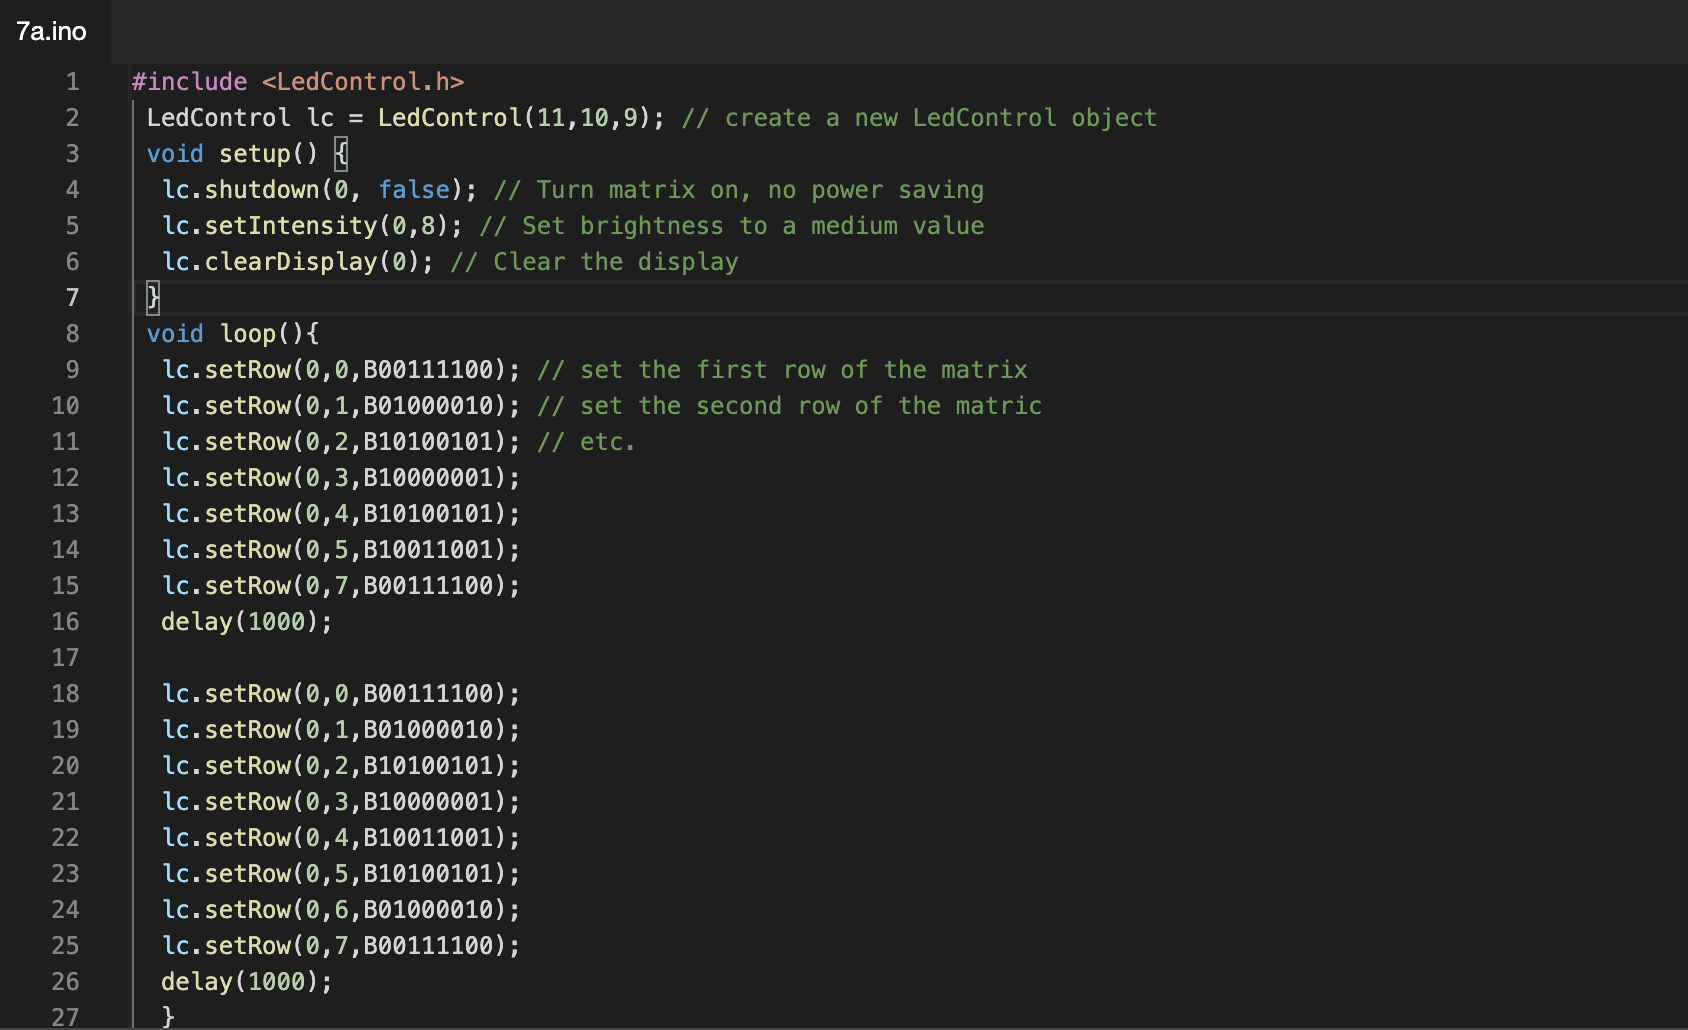 7a.ino
1 #include <LedControl.h>
2 LedControl lc = LedControl(11,10,9); // create a new LedControl object
3 void setup() {
4 lc.shutdown(0, false); // Turn matrix on, no power saving
5 lc.setIntensity(0,8); // Set brightness to a medium value
6 lc.clearDisplay(0); // Clear the display
7 }
8 void loop(){
9 lc.setRow(0,0,B00111100); // set the first row of the matrix
10 lc.setRow(0,1,B01000010); // set the second row of the matric
11 lc.setRow(0,2,B10100101); // etc.
12 lc.setRow(0,3,B10000001);
13 lc.setRow(0,4,B10100101);
14 lc.setRow(0,5,B10011001);
15 lc.setRow(0,7,B00111100);
16 delay(1000);
17
18 lc.setRow(0,0,B00111100);
19 lc.setRow(0,1,B01000010);
20 lc.setRow(0,2,B10100101);
21 lc.setRow(0,3,B10000001);
22 lc.setRow(0,4,B10011001);
23 lc.setRow(0,5,B10100101);
24 lc.setRow(0,6,B01000010);
25 lc.setRow(0,7,B00111100);
26 delay(1000);
27 }